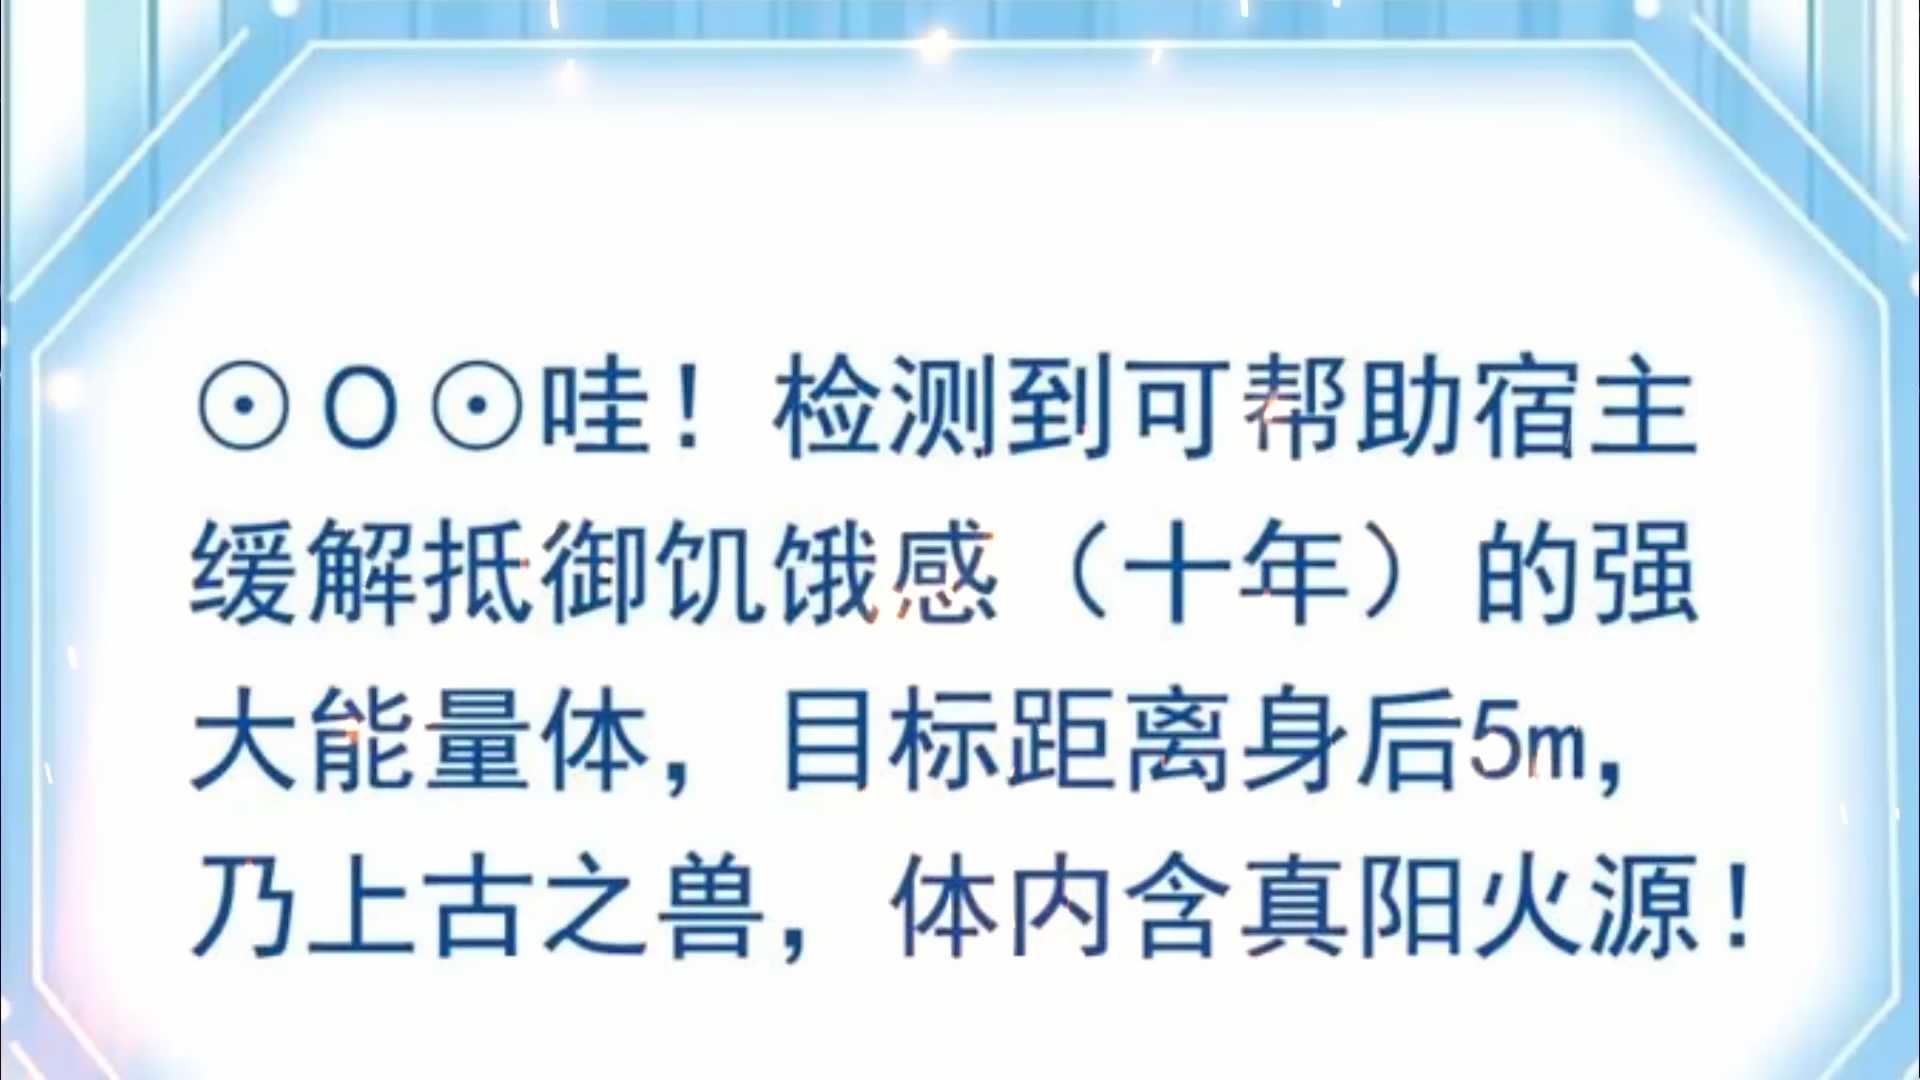 ⊙O⊙哇！检测到可帮助宿主
缓解抵御饥饿感（十年）的强
大能量体，目标距离身后5m，
乃上古之兽，体内含真阳火源！